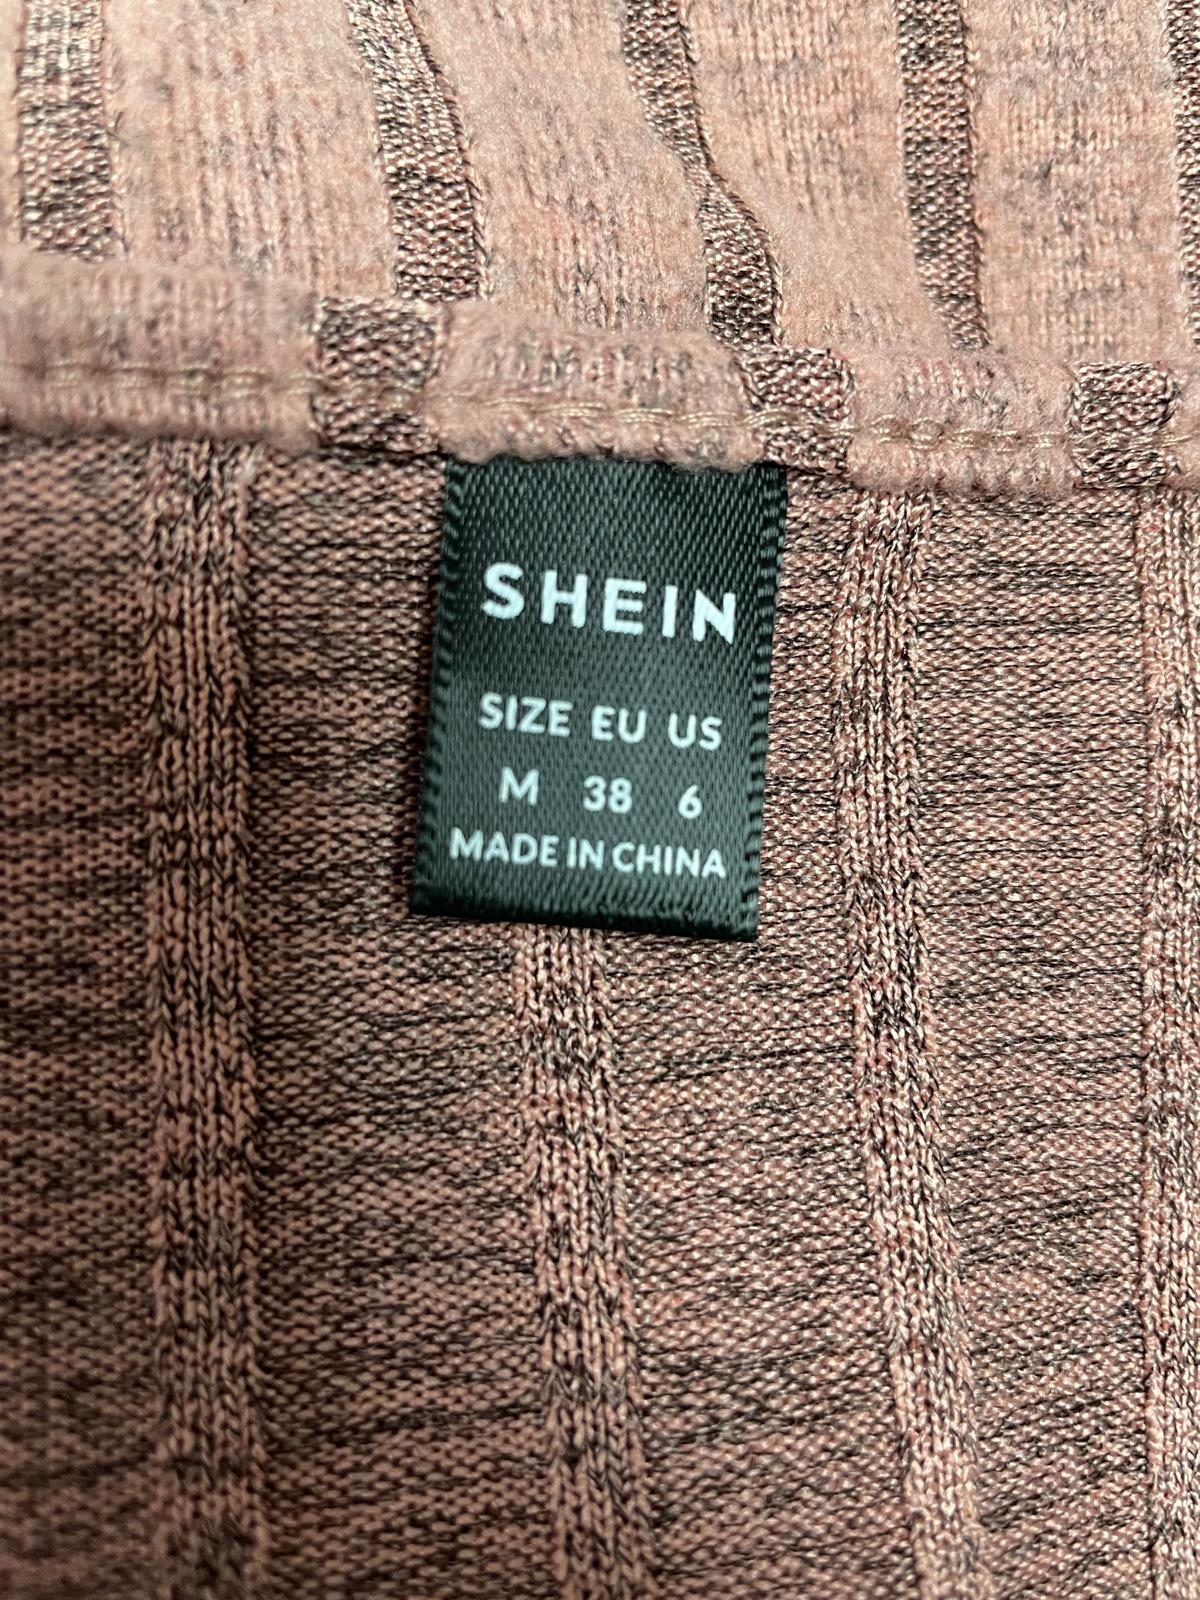 SHEIN
SIZE EU US
M 38 6
MADE IN CHINA